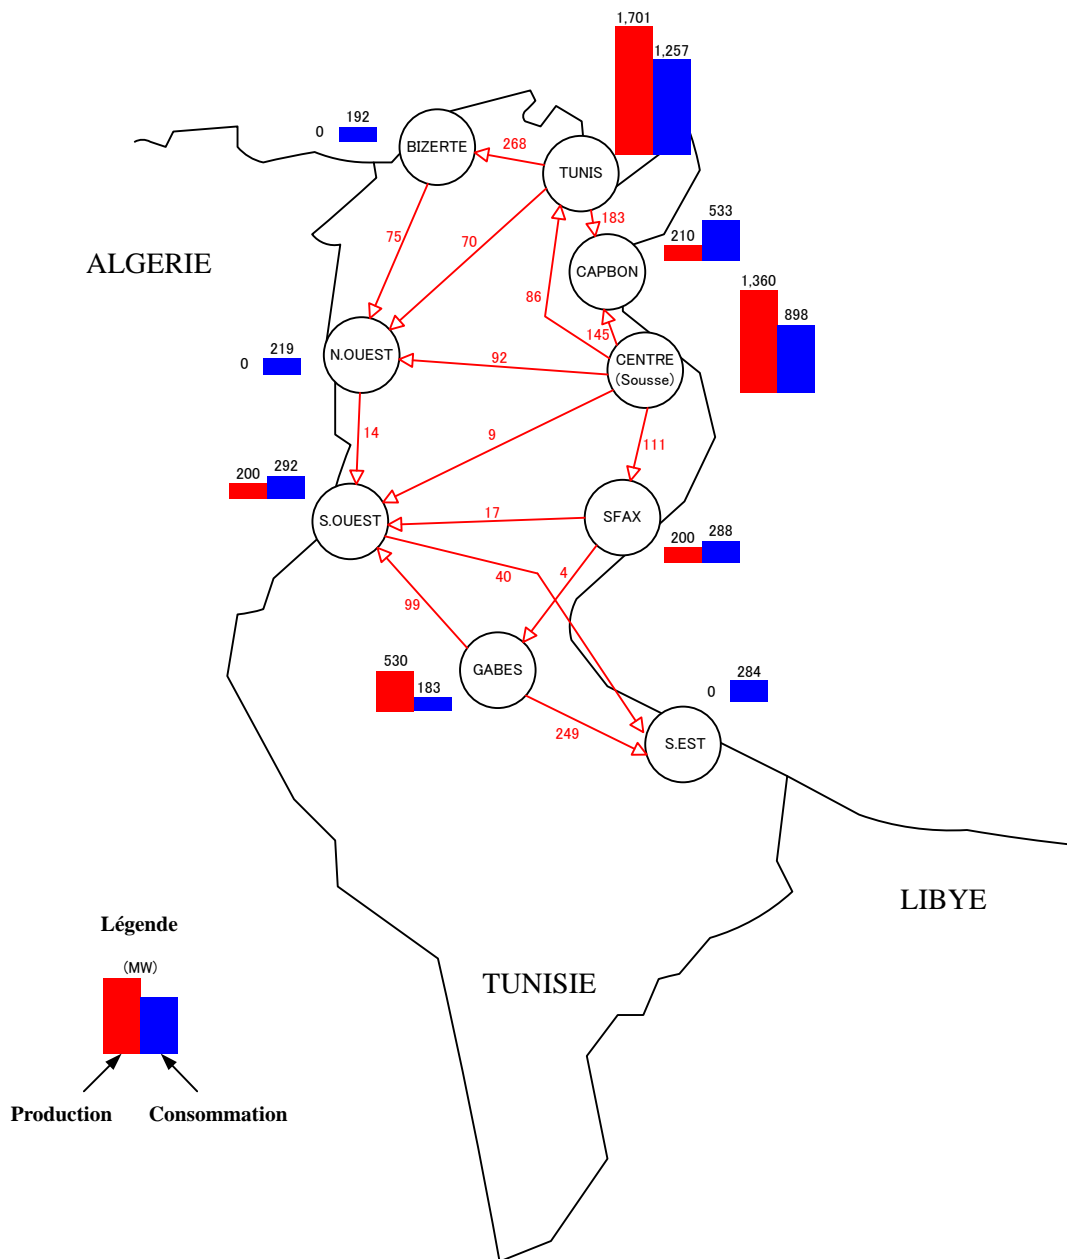 1,701
1,257
192
0
BIZERTE
268
TUNIS
183
533
210
ALGERIE
75
70
CAPBON
86
1,360
898
145
N.OUEST
0
219
92
CENTRE
(Sousse)
14
9
111
200
292
S.OUEST
17
SFAX
200
288
40
4
99
GABES
530
183
284
0
249
S.EST
LIBYE
Légende
(MW)
TUNISIE
Production
Consommation